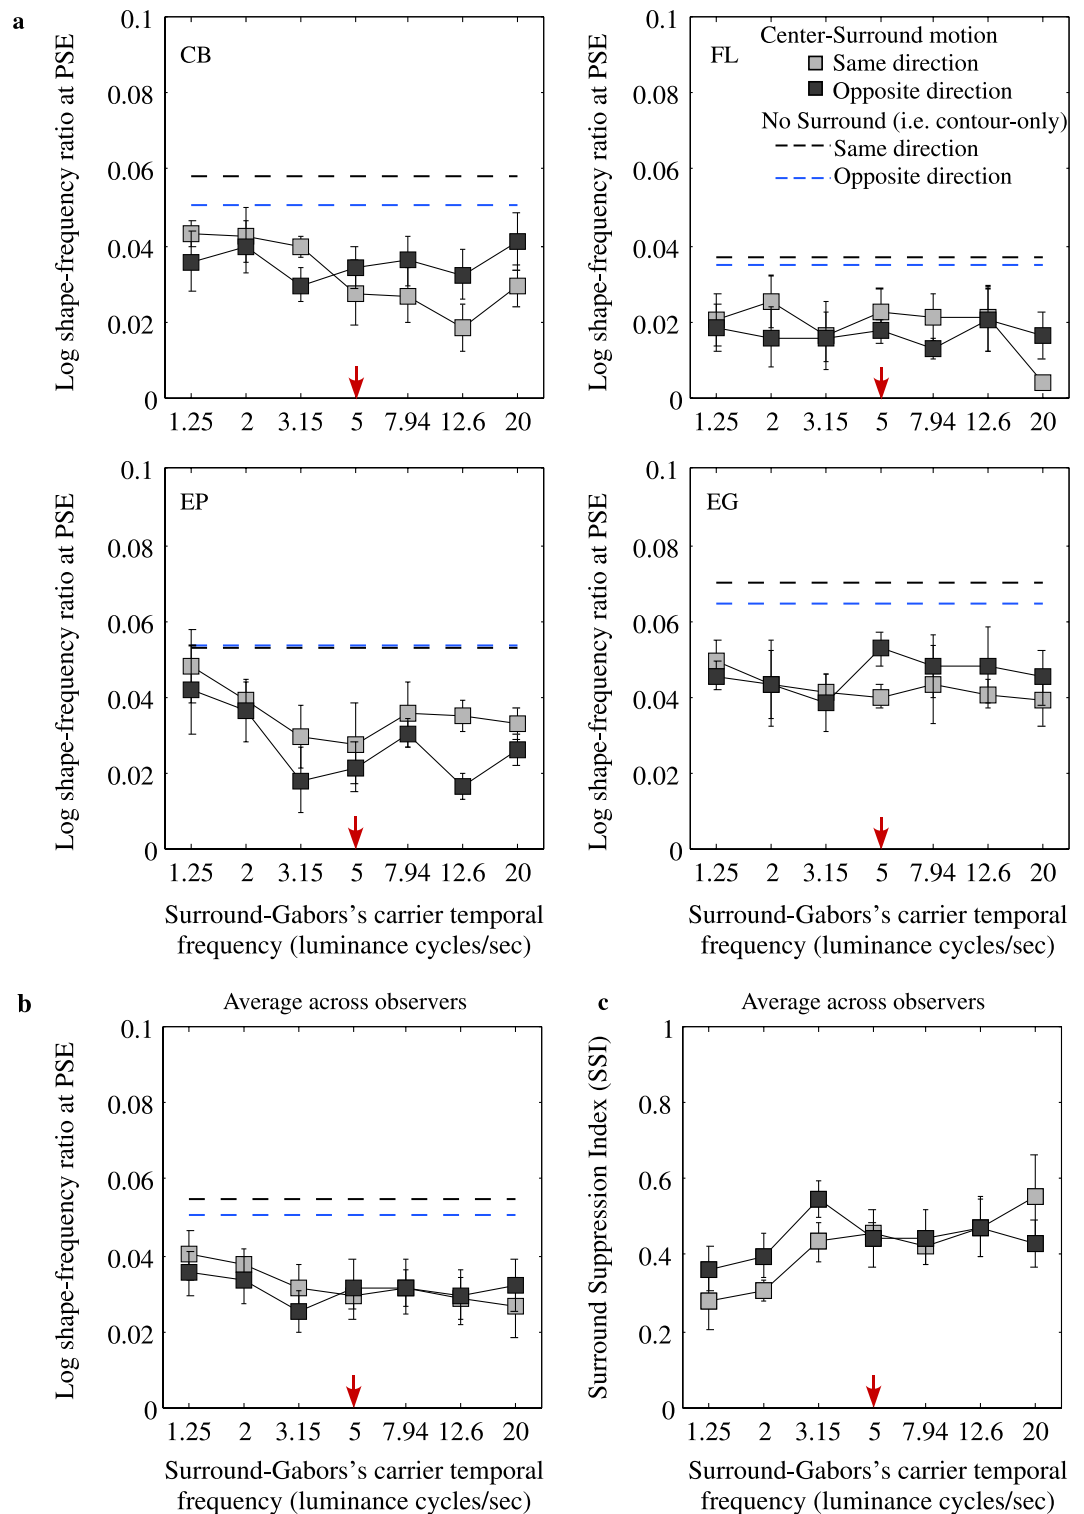 a
Log shape-frequency ratio at PSE
0.1
0.08
0.06
0.04
0.02
0
CB
1.25 2 3.15 5 7.94 12.6 20
Log shape-frequency ratio at PSE
0.1
0.08
0.06
0.04
0.02
0
FL
Center-Surround motion
Same direction
Opposite direction
No Surround (i.e. contour-only)
Same direction
Opposite direction
1.25 2 3.15 5 7.94 12.6 20
Log shape-frequency ratio at PSE
0.1
0.08
0.06
0.04
0.02
0
EP
1.25 2 3.15 5 7.94 12.6 20
Surround-Gabors's carrier temporal
frequency (luminance cycles/sec)
Log shape-frequency ratio at PSE
0.1
0.08
0.06
0.04
0.02
0
EG
1.25 2 3.15 5 7.94 12.6 20
Surround-Gabors's carrier temporal
frequency (luminance cycles/sec)
b
Average across observers
Log shape-frequency ratio at PSE
0.1
0.08
0.06
0.04
0.02
0
1.25 2 3.15 5 7.94 12.6 20
Surround-Gabors's carrier temporal
frequency (luminance cycles/sec)
c
Average across observers
Surround Suppression Index (SSI)
1
0.8
0.6
0.4
0.2
0
1.25 2 3.15 5 7.94 12.6 20
Surround-Gabors's carrier temporal
frequency (luminance cycles/sec)